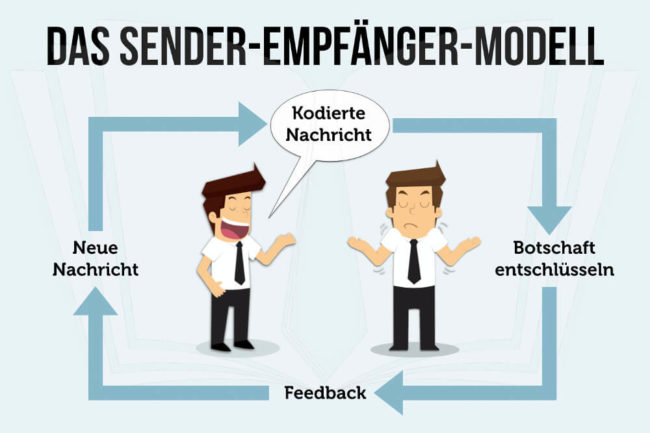 DAS SENDER-EMPFÄNGER-MODELL
Kodierte
Nachricht
Neue
Nachricht
Botschaft
entschlüsseln
Feedback